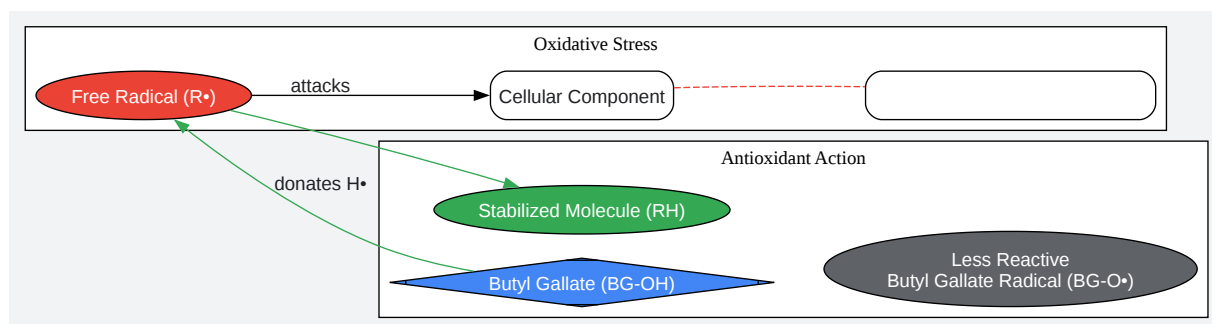 Oxidative Stress
Free Radical (R•)
attacks
Cellular Component
Antioxidant Action
donates H•
Stabilized Molecule (RH)
Butyl Gallate (BG-OH)
Less Reactive
Butyl Gallate Radical (BG-O•)